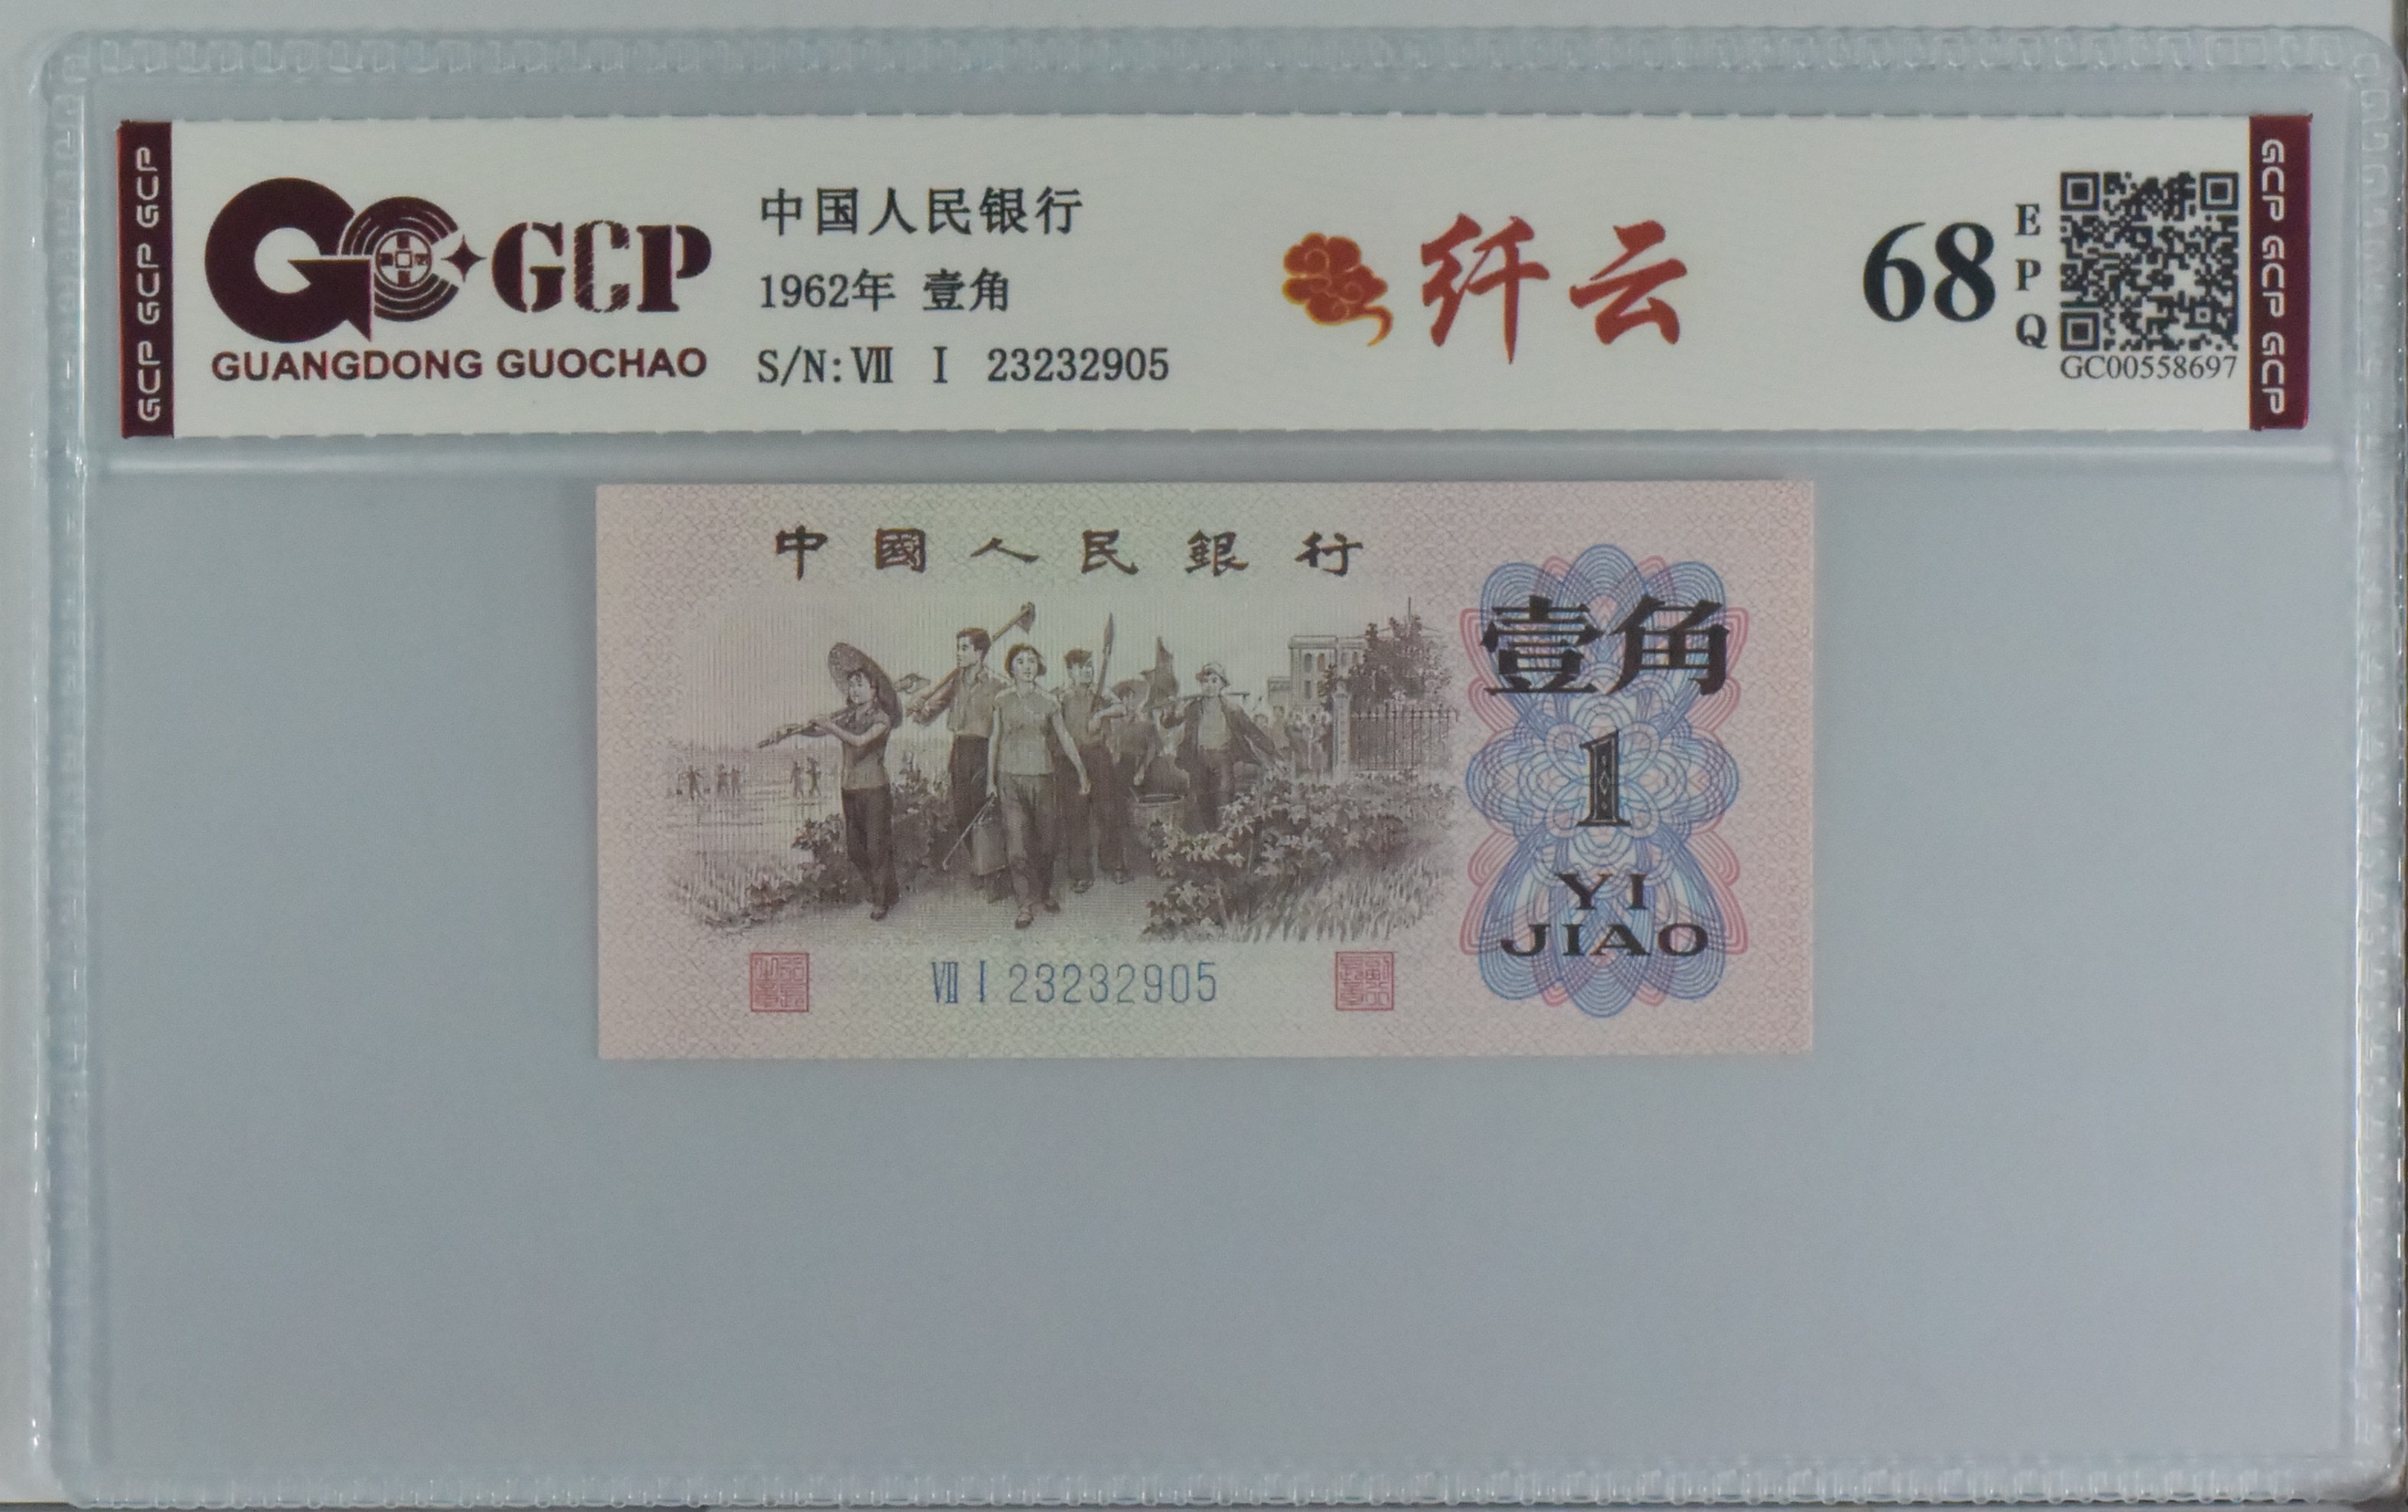 GCP GCP GCP
GCP
GUANGDONG GUOCHAO
中国人民银行
1962年 壹角
S/N: Ⅶ Ⅰ 23232905
纤云
68
EPQ
GC00558697
GCP GCP GCP
中國人民銀行
壹角
1
YI
JIAO
Ⅶ Ⅰ 23232905